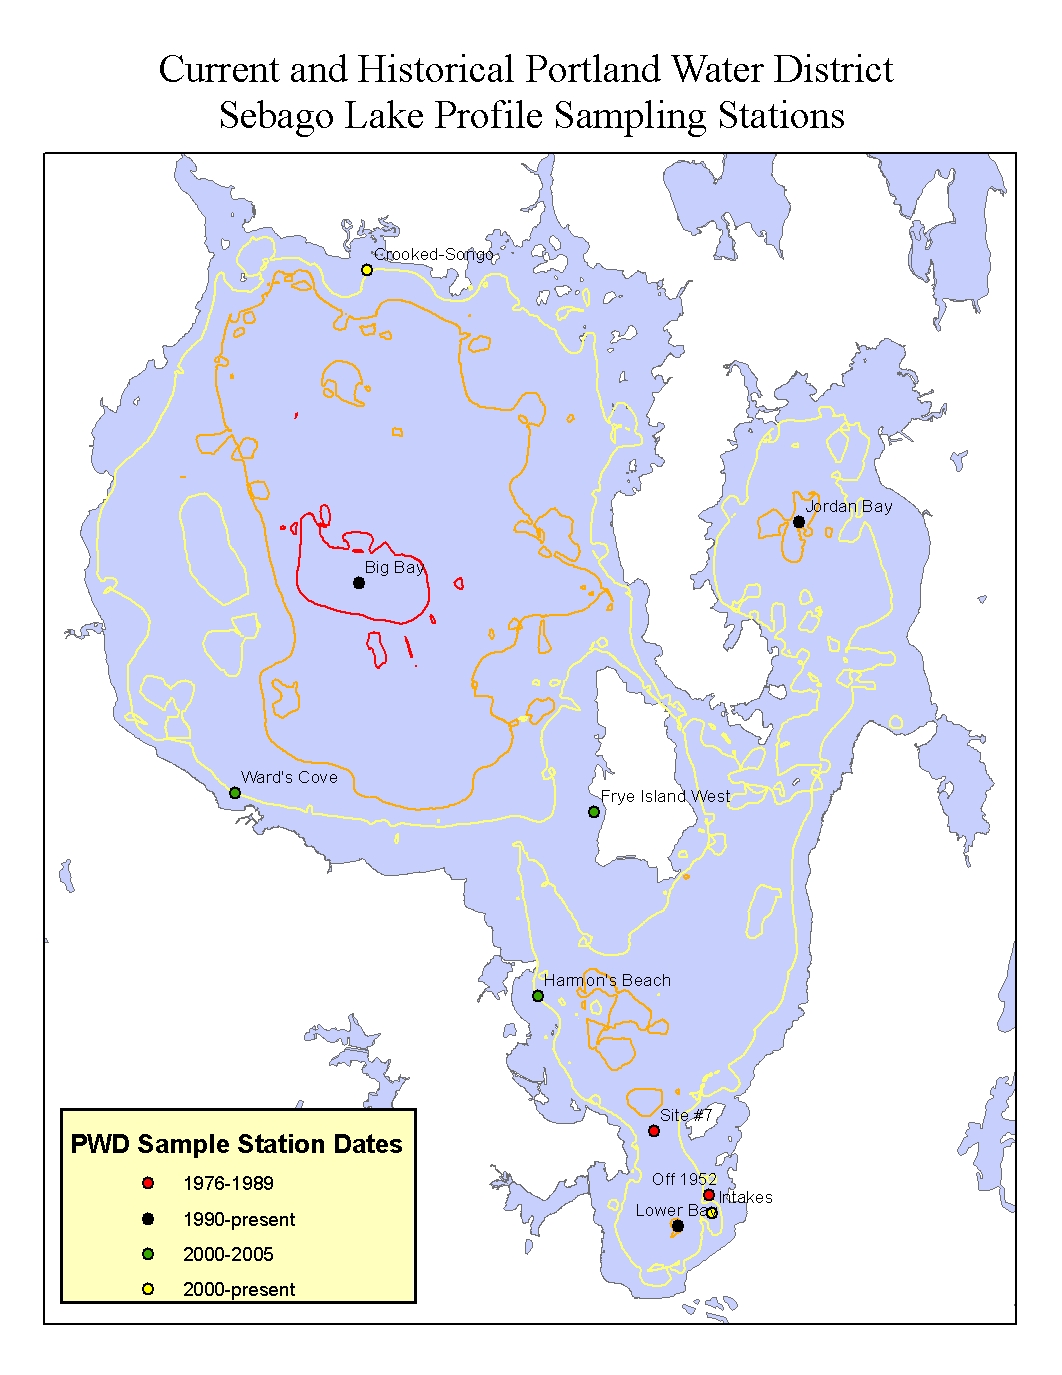 Current and Historical Portland Water District
Sebago Lake Profile Sampling Stations
Crooked-Songo
Jordan Bay
Big Bay
Ward's Cove
Frye Island West
Harmon's Beach
Site #7
Off 1952
Intakes
Lower Bay
PWD Sample Station Dates
1976-1989
1990-present
2000-2005
2000-present